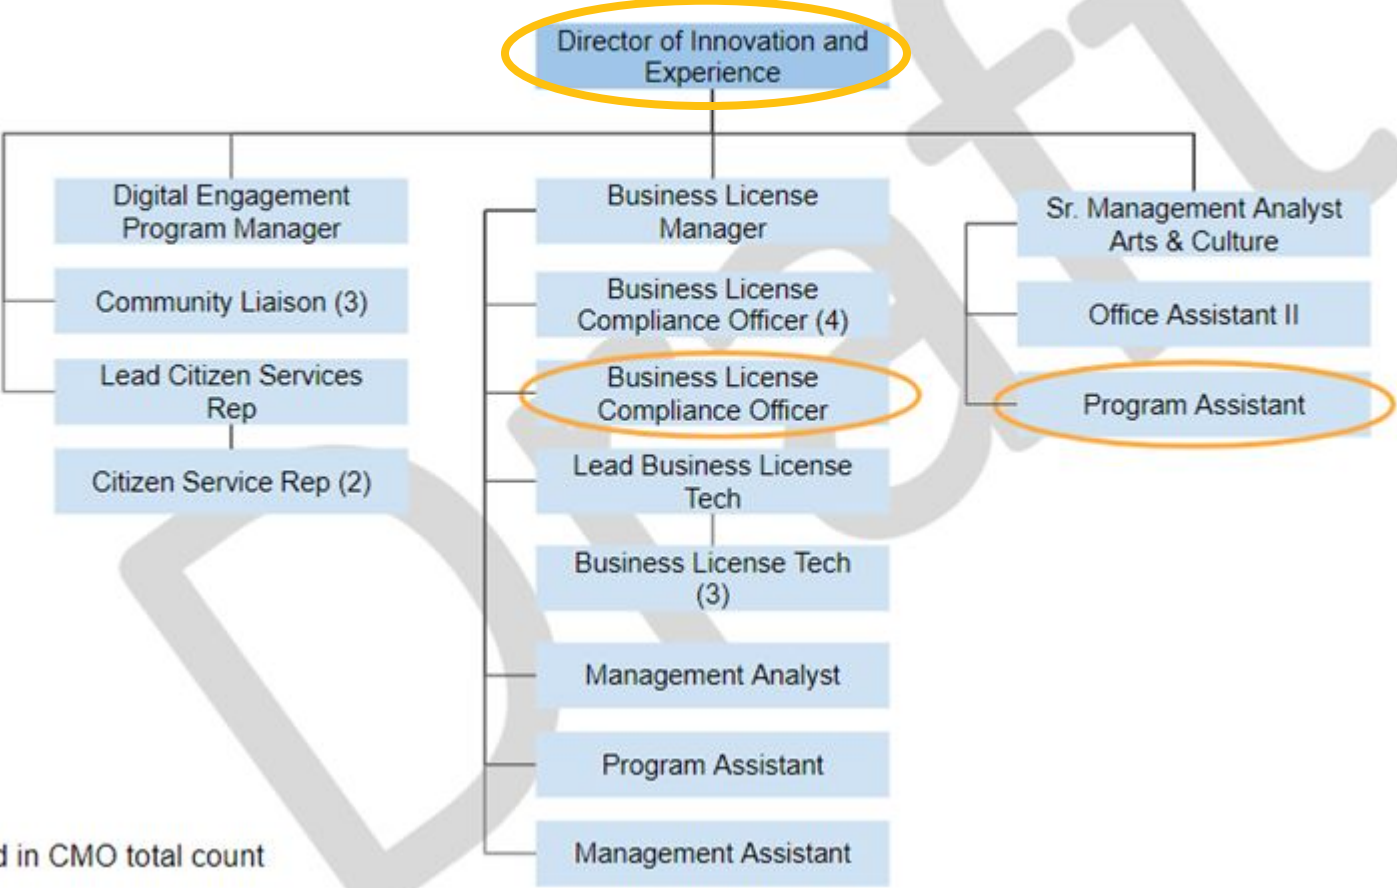 Director of Innovation and
Experience
Digital Engagement
Program Manager
Community Liaison (3)
Lead Citizen Services
Rep
Citizen Service Rep (2)
Business License
Manager
Business License
Compliance Officer (4)
Business License
Compliance Officer
Lead Business License
Tech
Business License Tech
(3)
Management Analyst
Program Assistant
Management Assistant
Sr. Management Analyst
Arts & Culture
Office Assistant II
Program Assistant
in CMO total count
Draft